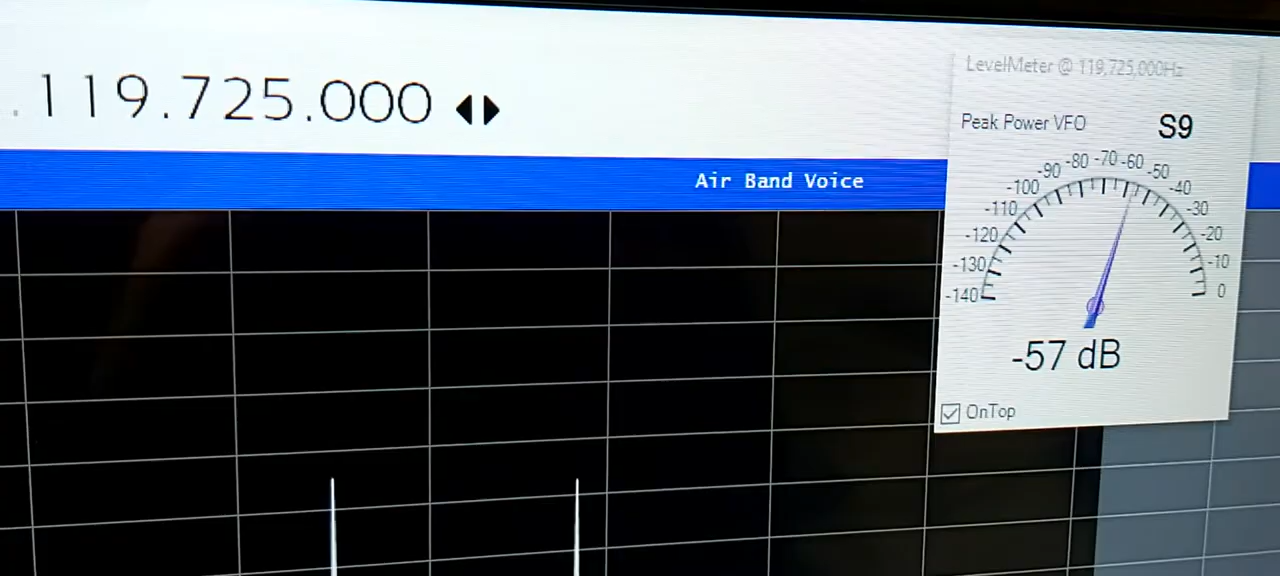 .119.725.000
LevelMeter @ 119,725,000Hz
Peak Power VFO
S9
Air Band Voice
-140
-130
-120
-110
-100
-90
-80
-70
-60
-50
-40
-30
-20
-10
0
-57 dB
OnTop